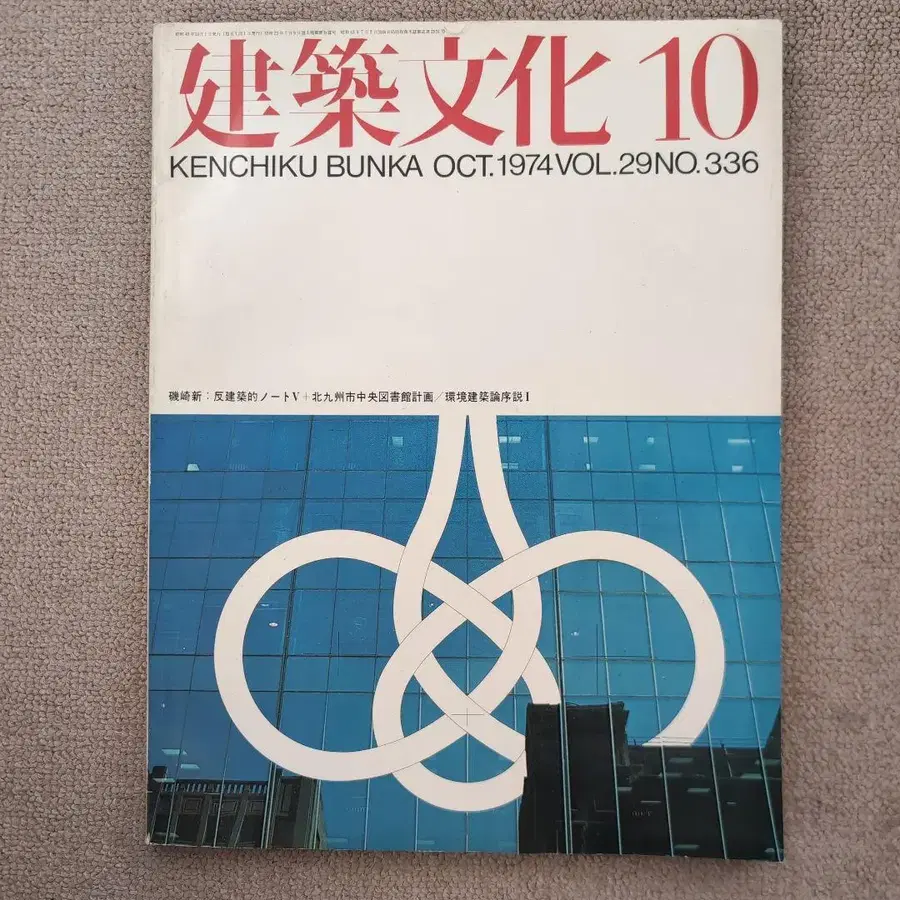 建築文化 10
KENCHIKU BUNKA OCT.1974 VOL.29 NO.336
磯崎新：反建築的ノートV＋北九州市中央図書館計画／環境建築論序説I